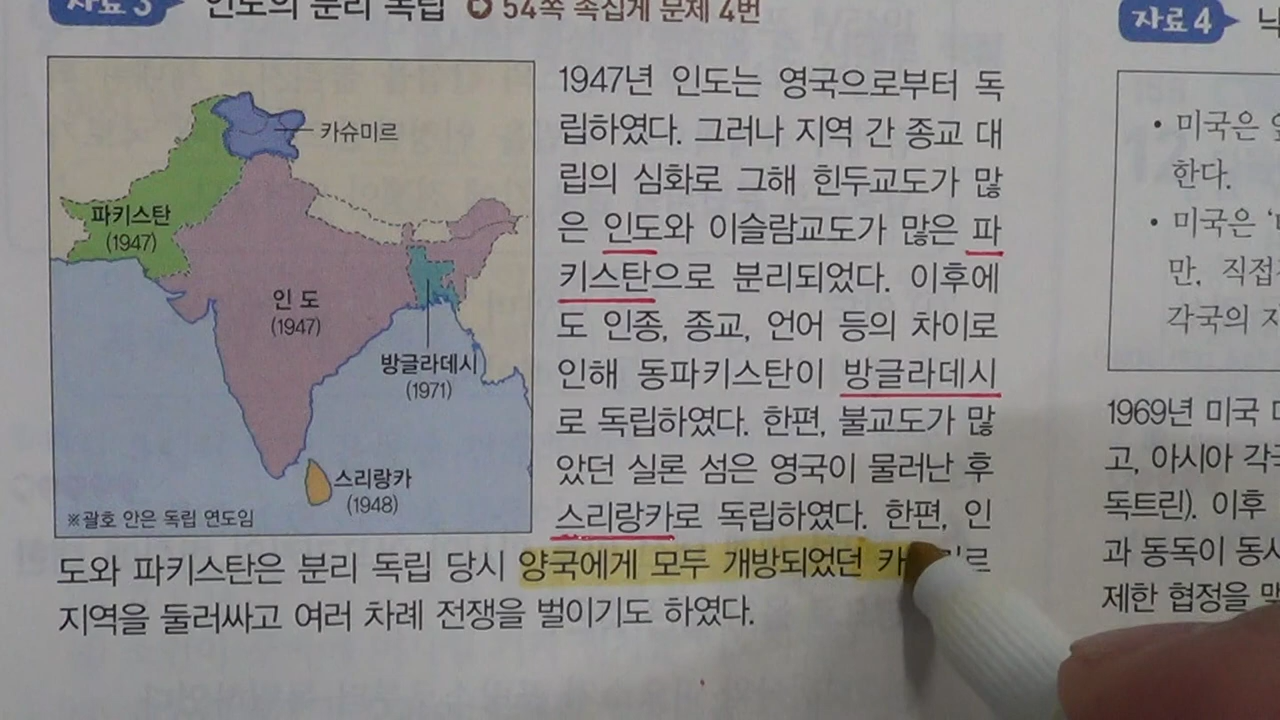 자료 3 인도의 분리 독립 54쪽 속십게 문제 4번
카슈미르
파키스탄
(1947)
인 도
(1947)
방글라데시
(1971)
스리랑카
(1948)
※괄호 안은 독립 연도임
1947년 인도는 영국으로부터 독
립하였다. 그러나 지역 간 종교 대
립의 심화로 그해 힌두교도가 많
은 인도와 이슬람교도가 많은 파
키스탄으로 분리되었다. 이후에
도 인종, 종교, 언어 등의 차이로
인해 동파키스탄이 방글라데시
로 독립하였다. 한편, 불교도가 많
았던 실론 섬은 영국이 물러난 후
스리랑카로 독립하였다. 한편, 인
도와 파키스탄은 분리 독립 당시 양국에게 모두 개방되었던
지역을 둘러싸고 여러 차례 전쟁을 벌이기도 하였다.
자료 4
• 미국은
한다.
• 미국은
만, 직접
각국의
1969년 미국
고, 아시아 각국
독트린). 이후
과 동독이 동시
제한 협정을